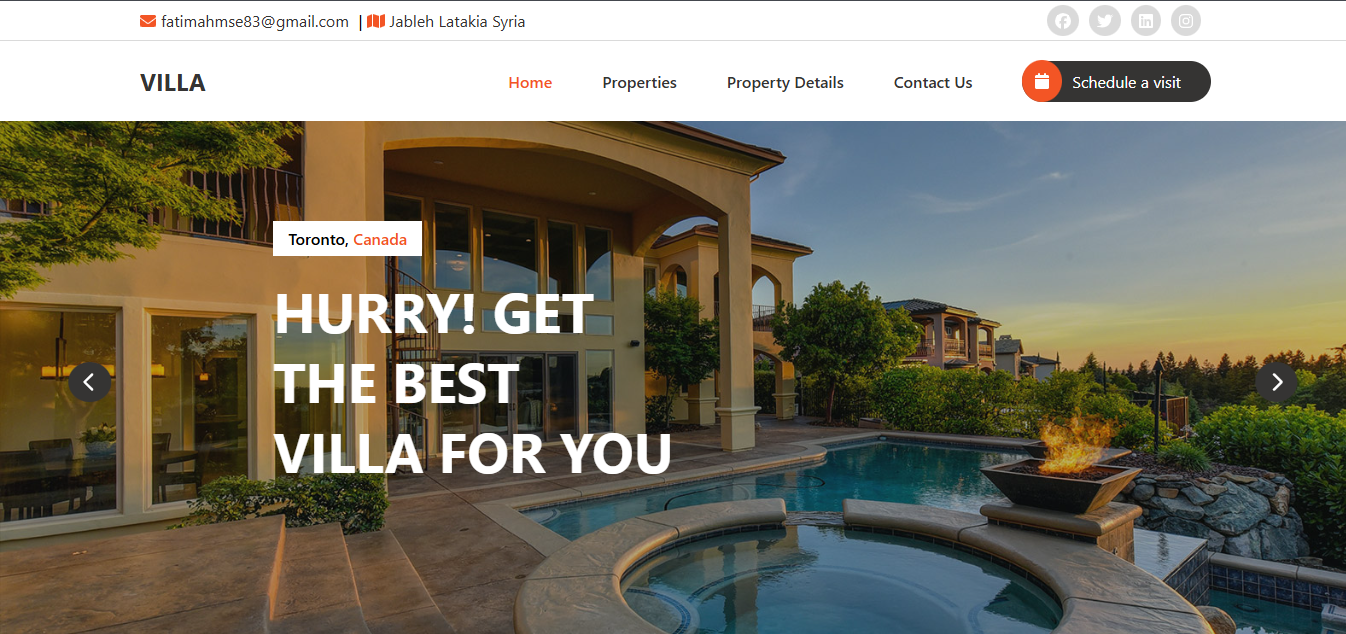 fatimahmse83@gmail.com | Jableh Latakia Syria
VILLA Home Properties Property Details Contact Us Schedule a visit
Toronto, Canada
HURRY! GET
THE BEST
VILLA FOR YOU